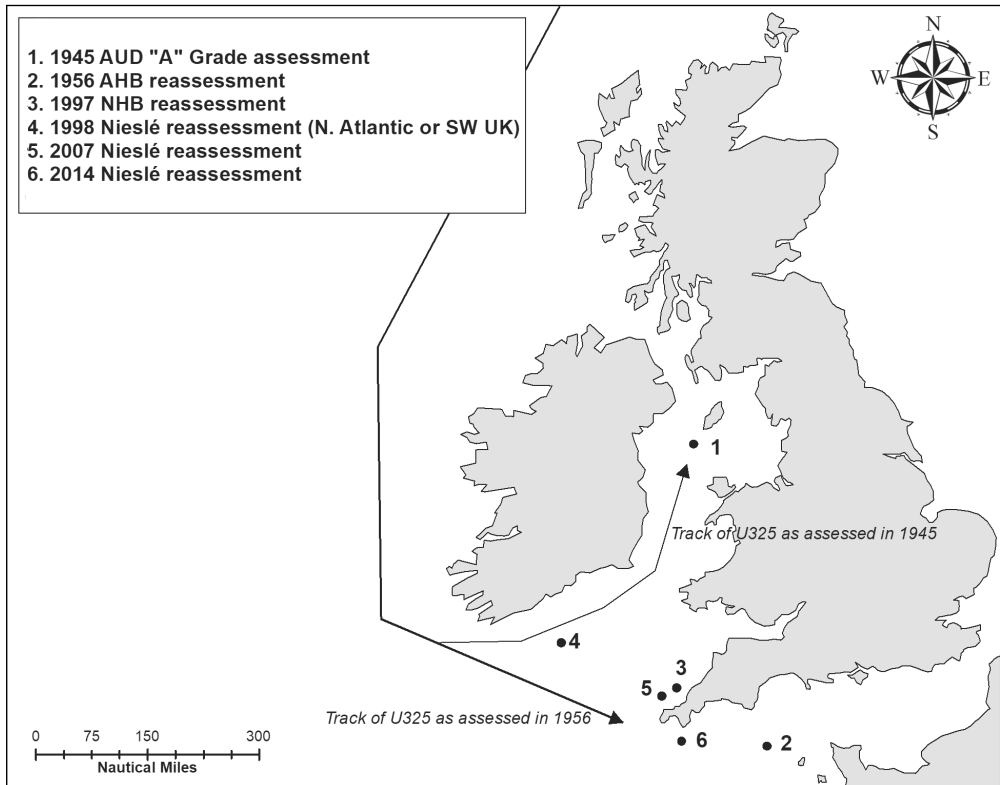 1. 1945 AUD "A" Grade assessment
2. 1956 AHB reassessment
3. 1997 NHB reassessment
4. 1998 Nieslé reassessment (N. Atlantic or SW UK)
5. 2007 Nieslé reassessment
6. 2014 Nieslé reassessment
N
W E
S
1
Track of U325 as assessed in 1945
4
3
5
Track of U325 as assessed in 1956
6
2
0 75 150 300
Nautical Miles